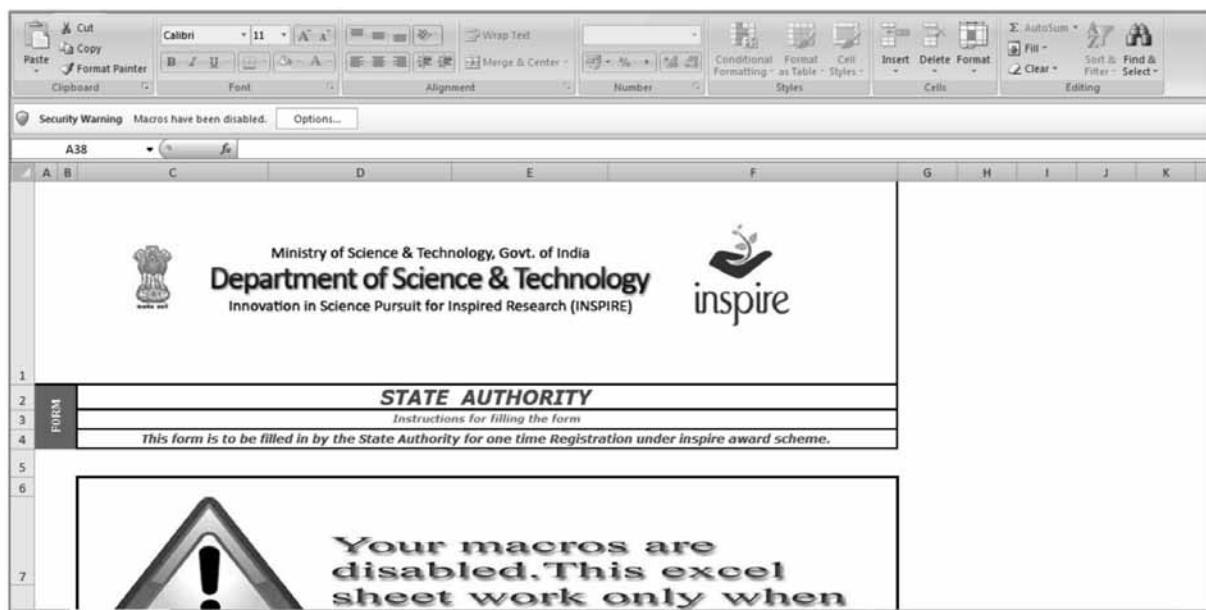 Cut
Copy
Format Painter
Paste
Clipboard
Calibri 11 A A
B I U A
Font
Wrap Text
Merge & Center
Alignment
%
Number
Conditional Formatting
Format as Table
Cell Styles
Styles
Insert Delete Format
Cells
Σ AutoSum
Fill
Clear
Sort & Filter
Find & Select
Editing
Security Warning Macros have been disabled. Options...
A38 fx
A B C D E F G H I J K
Ministry of Science & Technology, Govt. of India
Department of Science & Technology
Innovation in Science Pursuit for Inspired Research (INSPIRE)
inspire
1
2 STATE AUTHORITY
FORM
3 Instructions for filling the form
4 This form is to be filled in by the State Authority for one time Registration under inspire award scheme.
5
6
Your macros are
7 disabled.This excel
sheet work only when